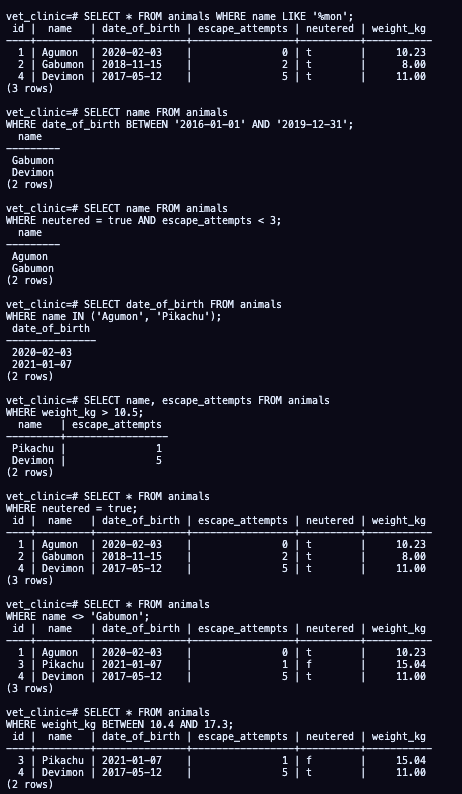 vet_clinic=# SELECT * FROM animals WHERE name LIKE '%mon';
 id |  name   | date_of_birth | escape_attempts | neutered | weight_kg
----+---------+---------------+-----------------+----------+-----------
  1 | Agumon  | 2020-02-03    |               0 | t        |     10.23
  2 | Gabumon | 2018-11-15    |               2 | t        |      8.00
  4 | Devimon | 2017-05-12    |               5 | t        |     11.00
(3 rows)

vet_clinic=# SELECT name FROM animals
WHERE date_of_birth BETWEEN '2016-01-01' AND '2019-12-31';
  name
---------
 Gabumon
 Devimon
(2 rows)

vet_clinic=# SELECT name FROM animals
WHERE neutered = true AND escape_attempts < 3;
  name
---------
 Agumon
 Gabumon
(2 rows)

vet_clinic=# SELECT date_of_birth FROM animals
WHERE name IN ('Agumon', 'Pikachu');
 date_of_birth
---------------
 2020-02-03
 2021-01-07
(2 rows)

vet_clinic=# SELECT name, escape_attempts FROM animals
WHERE weight_kg > 10.5;
  name   | escape_attempts
---------+-----------------
 Pikachu |               1
 Devimon |               5
(2 rows)

vet_clinic=# SELECT * FROM animals
WHERE neutered = true;
 id |  name   | date_of_birth | escape_attempts | neutered | weight_kg
----+---------+---------------+-----------------+----------+-----------
  1 | Agumon  | 2020-02-03    |               0 | t        |     10.23
  2 | Gabumon | 2018-11-15    |               2 | t        |      8.00
  4 | Devimon | 2017-05-12    |               5 | t        |     11.00
(3 rows)

vet_clinic=# SELECT * FROM animals
WHERE name <> 'Gabumon';
 id |  name   | date_of_birth | escape_attempts | neutered | weight_kg
----+---------+---------------+-----------------+----------+-----------
  1 | Agumon  | 2020-02-03    |               0 | t        |     10.23
  3 | Pikachu | 2021-01-07    |               1 | f        |     15.04
  4 | Devimon | 2017-05-12    |               5 | t        |     11.00
(3 rows)

vet_clinic=# SELECT * FROM animals
WHERE weight_kg BETWEEN 10.4 AND 17.3;
 id |  name   | date_of_birth | escape_attempts | neutered | weight_kg
----+---------+---------------+-----------------+----------+-----------
  3 | Pikachu | 2021-01-07    |               1 | f        |     15.04
  4 | Devimon | 2017-05-12    |               5 | t        |     11.00
(2 rows)